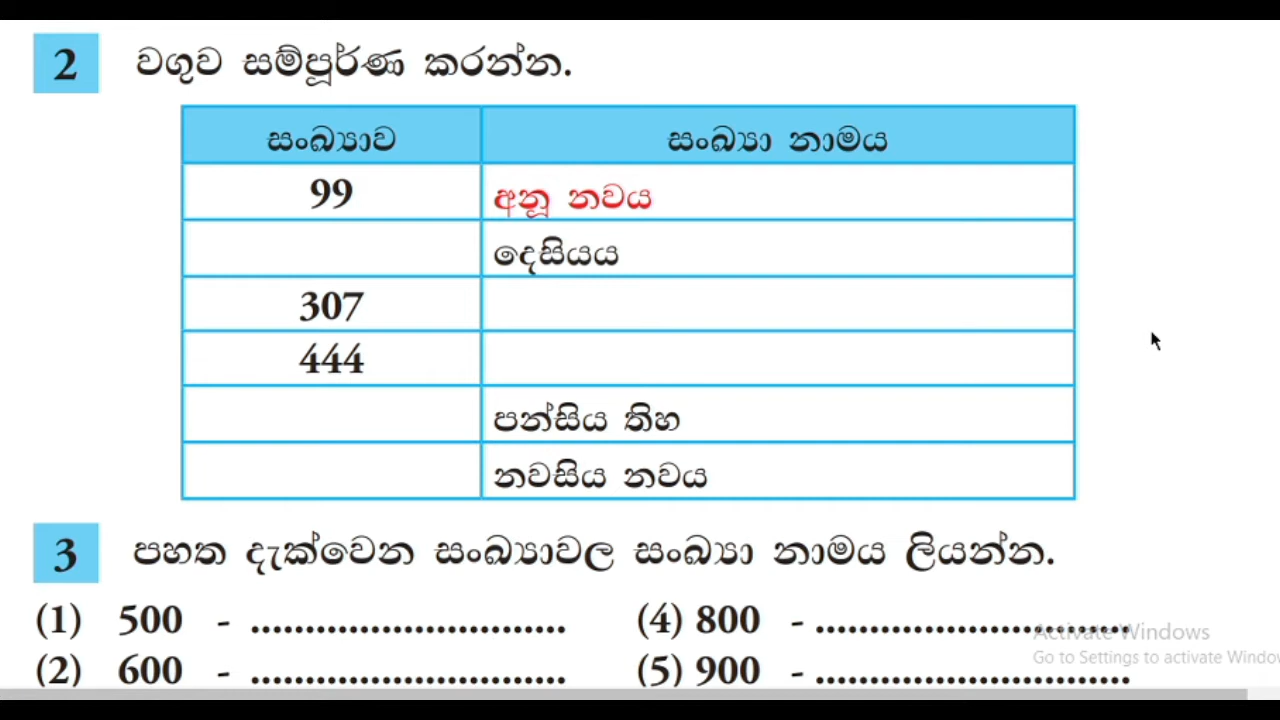 2 වගුව සම්පූර්ණ කරන්න.
සංඛ්‍යාව සංඛ්‍යා නාමය
99 අනූ නවය
දෙසියය
307
444
පන්සිය තිහ
නවසිය නවය
3 පහත දැක්වෙන සංඛ්‍යාවල සංඛ්‍යා නාමය ලියන්න.
(1) 500 - ............................. (4) 800 - .............................
Activate Windows
(2) 600 - ............................. (5) 900 - .............................
Go to Settings to activate Windo